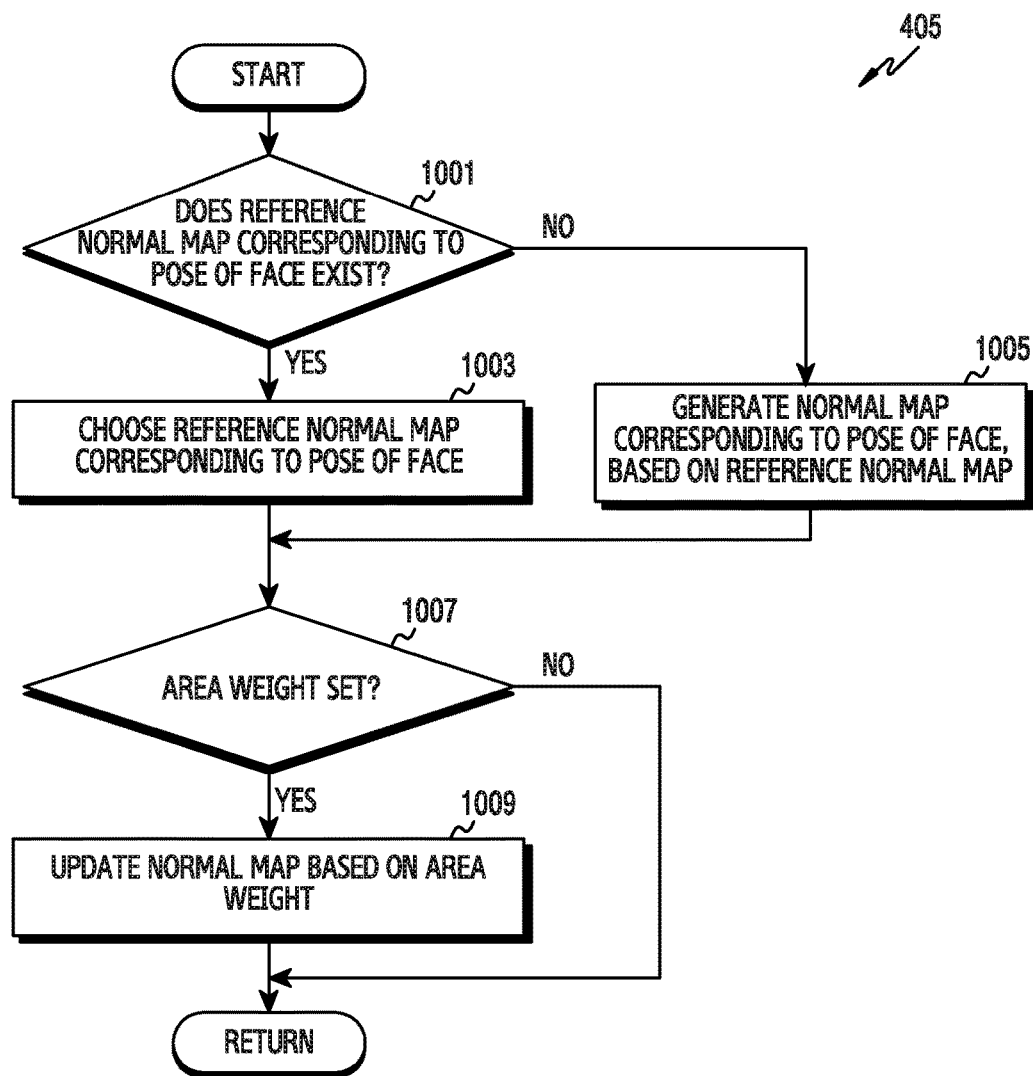 405
START
1001
DOES REFERENCE
NORMAL MAP CORRESPONDING TO
POSE OF FACE EXIST?
NO
YES
1003
CHOOSE REFERENCE NORMAL MAP
CORRESPONDING TO POSE OF FACE
1005
GENERATE NORMAL MAP
CORRESPONDING TO POSE OF FACE,
BASED ON REFERENCE NORMAL MAP
1007
AREA WEIGHT SET?
NO
YES
1009
UPDATE NORMAL MAP BASED ON AREA
WEIGHT
RETURN